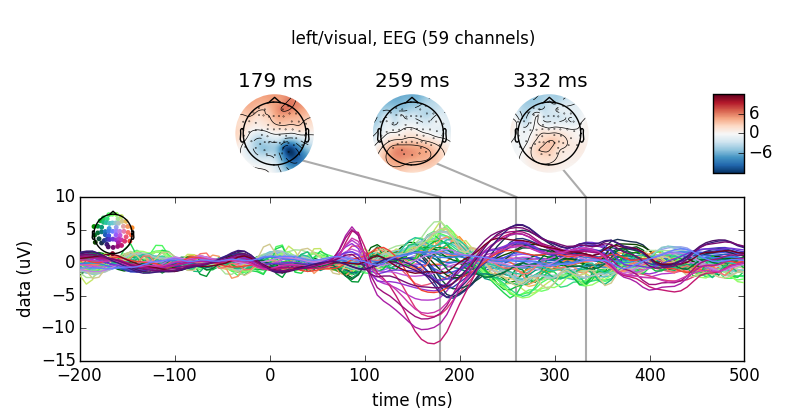 left/visual, EEG (59 channels)
179 ms 259 ms 332 ms
6
0
−6
10
5
0
−5
−10
−15
data (uV)
−200 −100 0 100 200 300 400 500
time (ms)